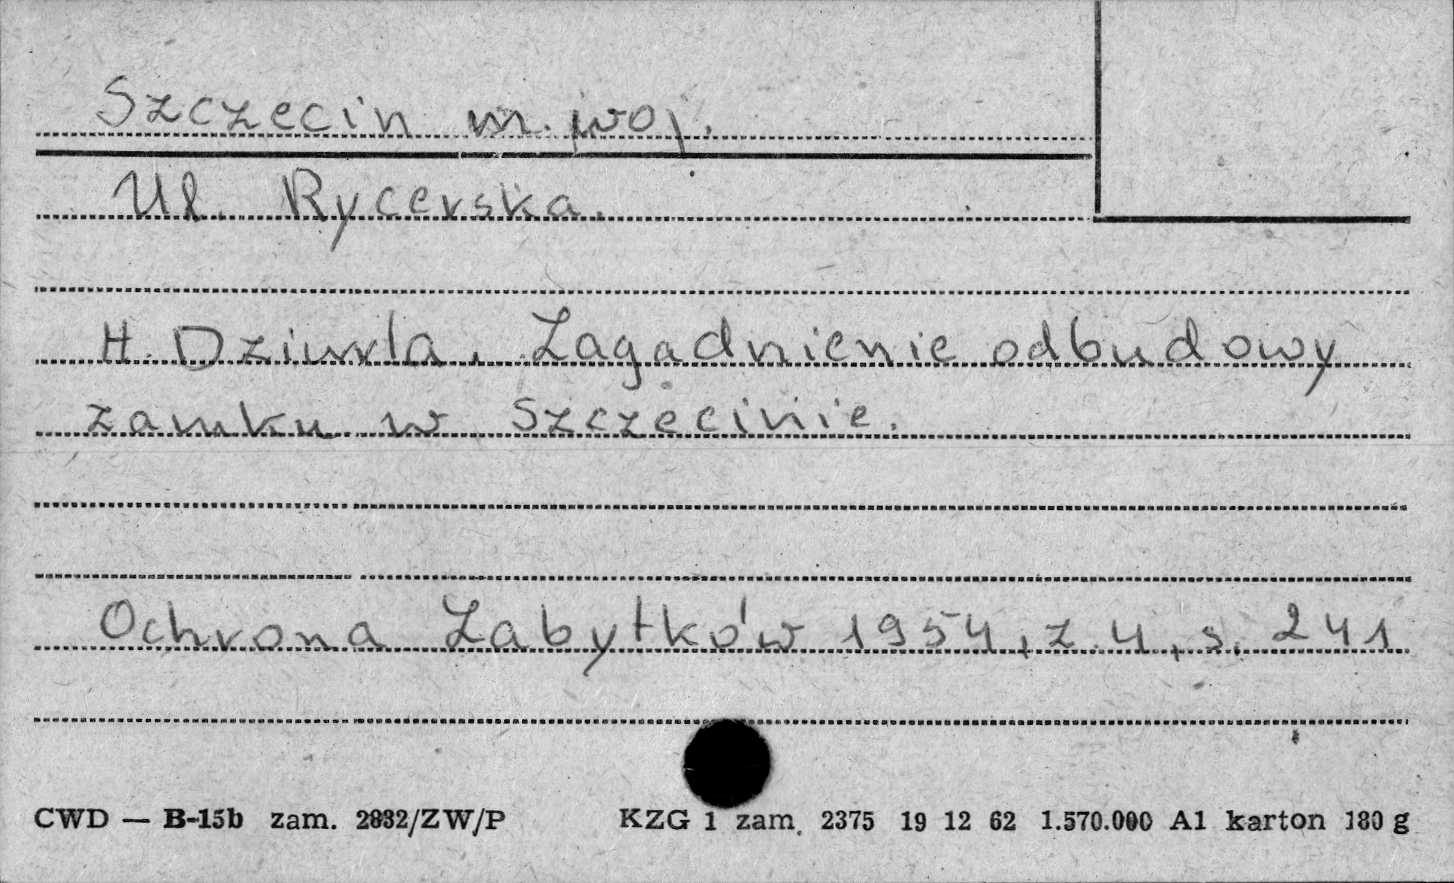 Szczecin m. woj.
Ul. Rycerska.
H. Dziurla, Zagadnienie odbudowy
zamku w Szczecinie.
Ochrona Zabytków 1954, z. 4, s. 241
CWD — B-15b zam. 2832/ZW/P KZG 1 zam. 2375 19 12 62 1.570.000 A1 karton 180 g